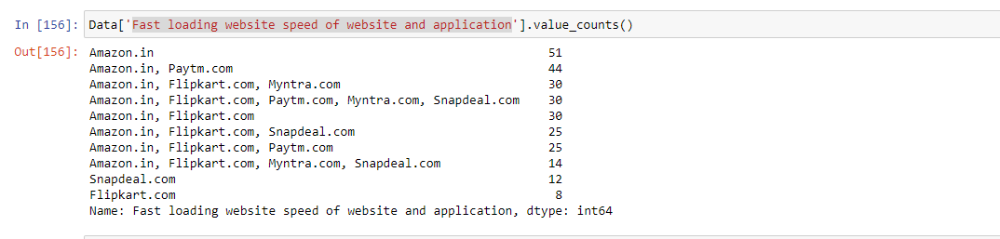 In [156]: Data['Fast loading website speed of website and application'].value_counts()
Out[156]: Amazon.in 51
Amazon.in, Paytm.com 44
Amazon.in, Flipkart.com, Myntra.com 30
Amazon.in, Flipkart.com, Paytm.com, Myntra.com, Snapdeal.com 30
Amazon.in, Flipkart.com 30
Amazon.in, Flipkart.com, Snapdeal.com 25
Amazon.in, Flipkart.com, Paytm.com 25
Amazon.in, Flipkart.com, Myntra.com, Snapdeal.com 14
Snapdeal.com 12
Flipkart.com 8
Name: Fast loading website speed of website and application, dtype: int64